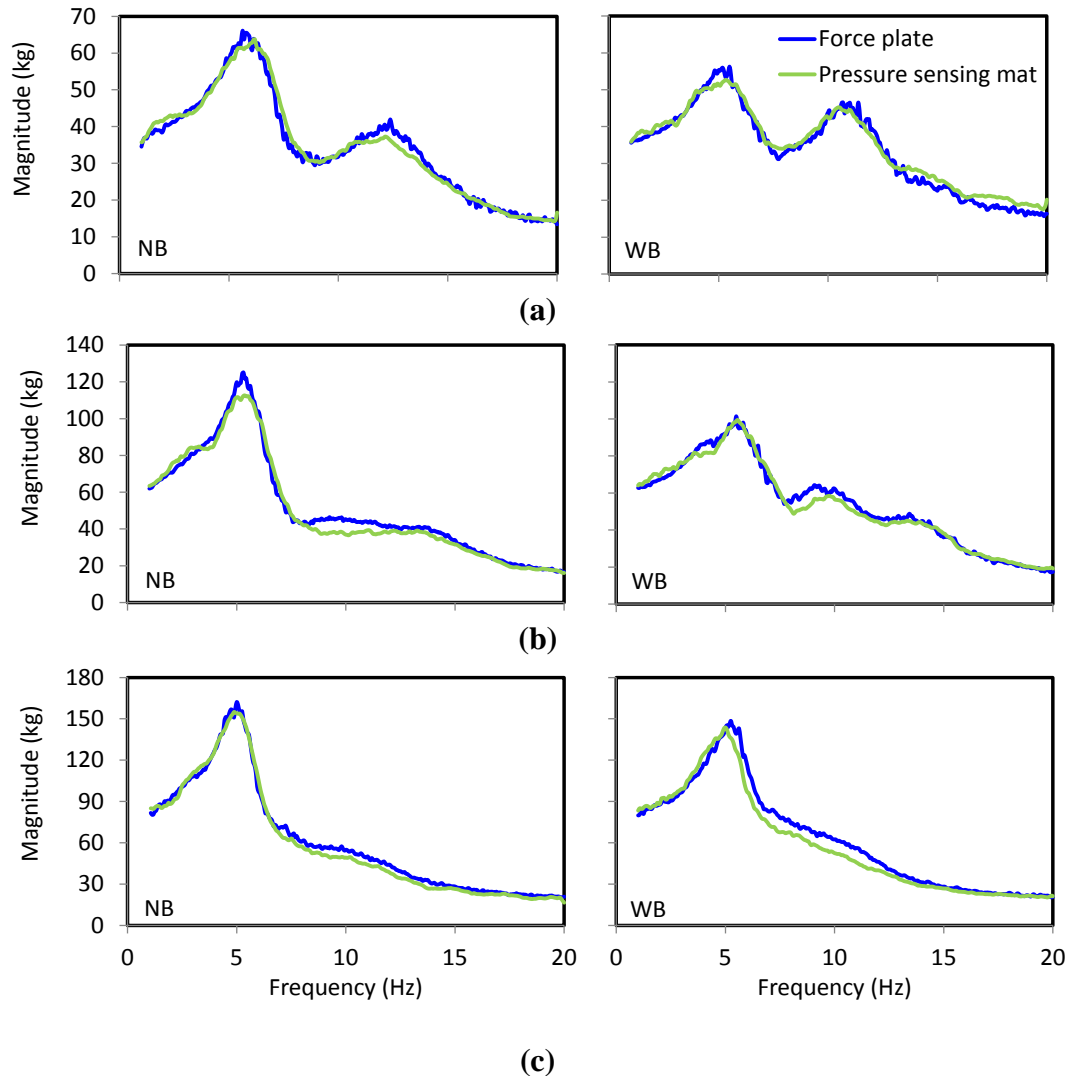 70
60
50
40
30
20
10
0
Magnitude (kg)
NB
Force plate
Pressure sensing mat
WB
(a)
140
120
100
80
60
40
20
0
Magnitude (kg)
NB
WB
(b)
180
150
120
90
60
30
0
Magnitude (kg)
NB
WB
0 5 10 15 20
0 5 10 15 20
Frequency (Hz)
Frequency (Hz)
(c)